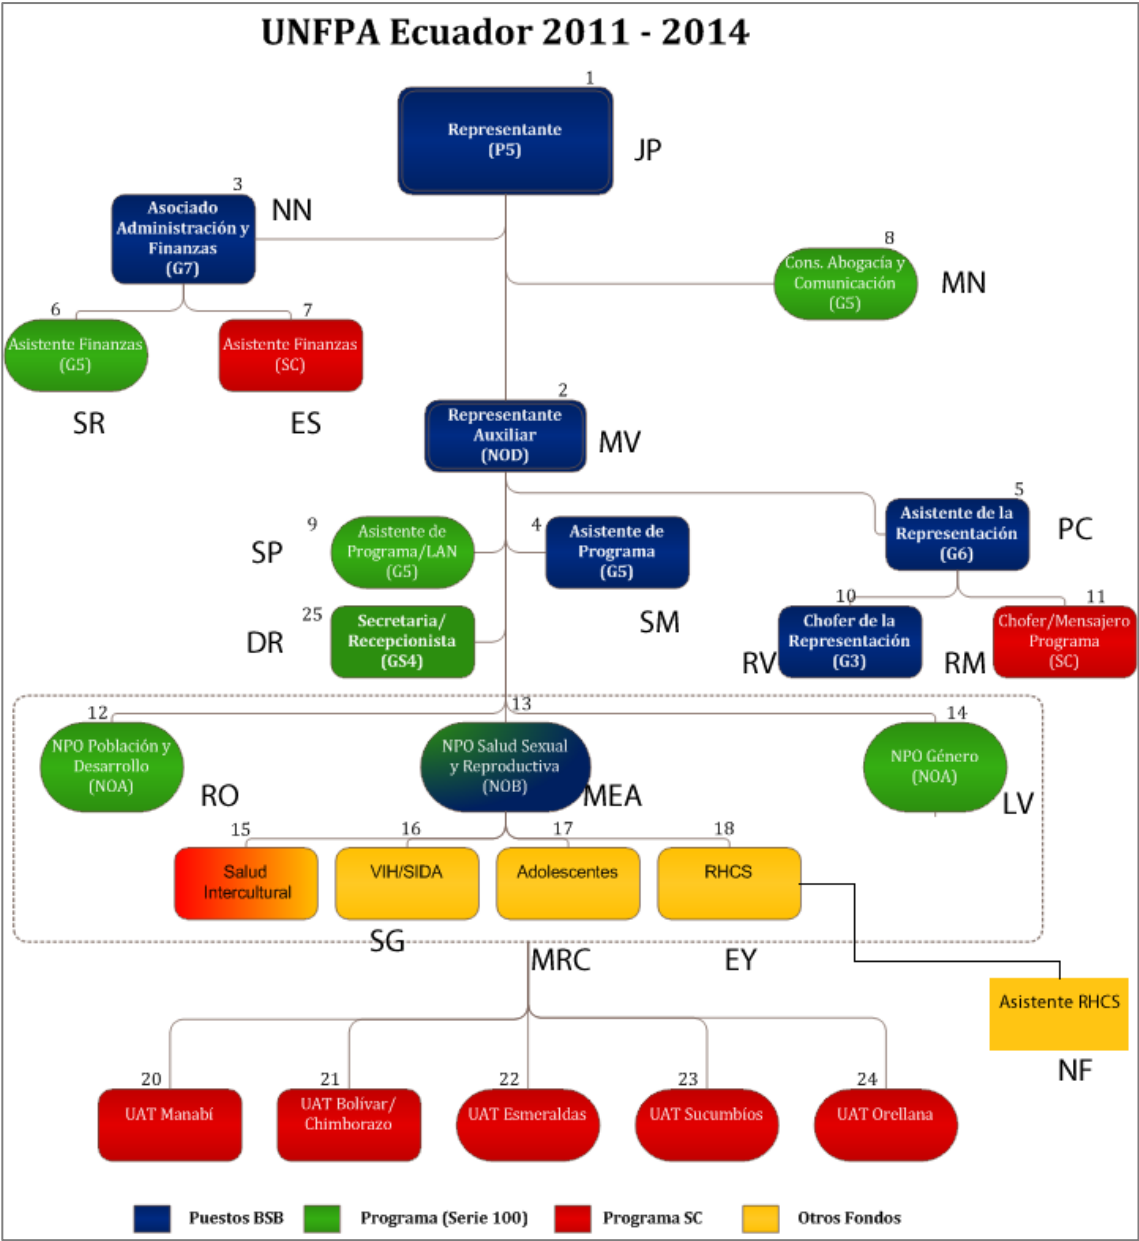 UNFPA Ecuador 2011 - 2014
1
Representante
(P5)
JP
3
Asociado
Administración y
Finanzas
(G7)
NN
8
Cons. Abogacía y
Comunicación
(G5)
MN
6
Asistente Finanzas
(G5)
SR
7
Asistente Finanzas
(SC)
ES
2
Representante
Auxiliar
(NOD)
MV
9
Asistente de
Programa/LAN
(G5)
SP
4
Asistente de
Programa
(G5)
SM
5
Asistente de la
Representación
(G6)
PC
25
Secretaria/
Recepcionista
(GS4)
DR
10
Chofer de la
Representación
(G3)
RV
11
Chofer/Mensajero
Programa
(SC)
RM
12
NPO Población y
Desarrollo
(NOA)
RO
13
NPO Salud Sexual
y Reproductiva
(NOB)
MEA
14
NPO Género
(NOA)
LV
15
Salud
Intercultural
16
VIH/SIDA
SG
17
Adolescentes
MRC
18
RHCS
EY
Asistente RHCS
NF
20
UAT Manabí
21
UAT Bolívar/
Chimborazo
22
UAT Esmeraldas
23
UAT Sucumbíos
24
UAT Orellana
Puestos BSB
Programa (Serie 100)
Programa SC
Otros Fondos